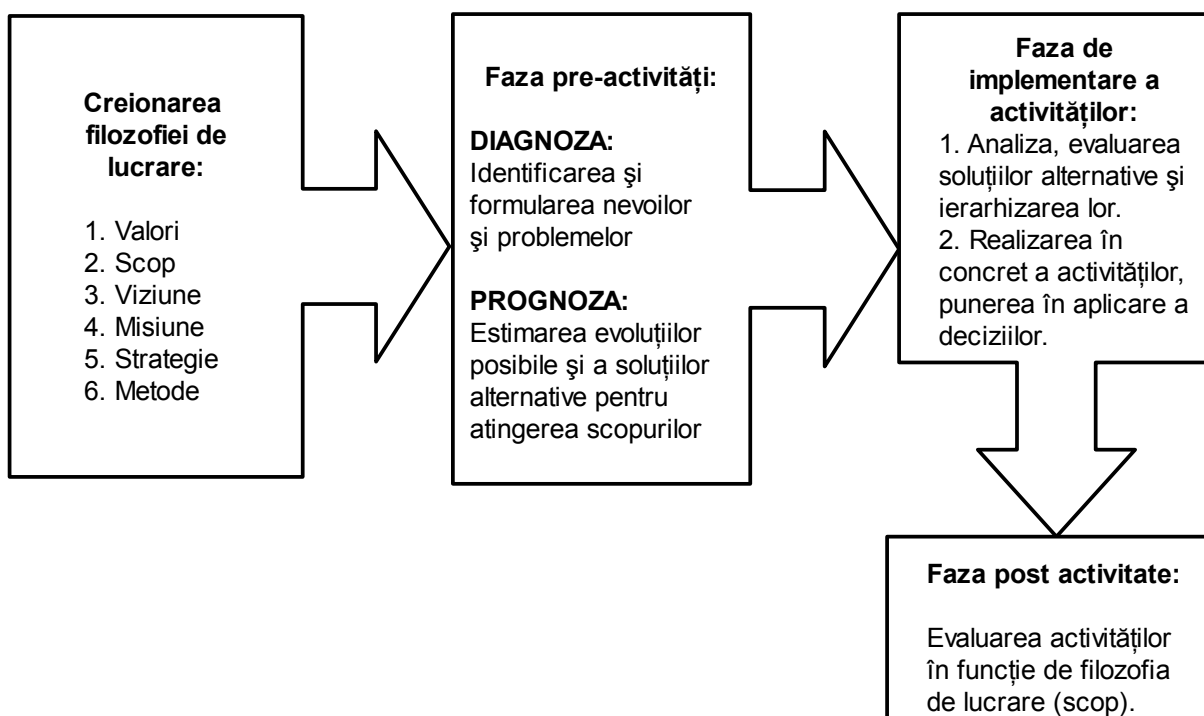 Creionarea
filozofiei de
lucrare:
1. Valori
2. Scop
3. Viziune
4. Misiune
5. Strategie
6. Metode
Faza pre-activități:
DIAGNOZA:
Identificarea şi
formularea nevoilor
şi problemelor
PROGNOZA:
Estimarea evoluțiilor
posibile şi a soluțiilor
alternative pentru
atingerea scopurilor
Faza de
implementare a
activităților:
1. Analiza, evaluarea
soluțiilor alternative şi
ierarhizarea lor.
2. Realizarea în
concret a activităților,
punerea în aplicare a
deciziilor.
Faza post activitate:
Evaluarea activităților
în funcție de filozofia
de lucrare (scop).